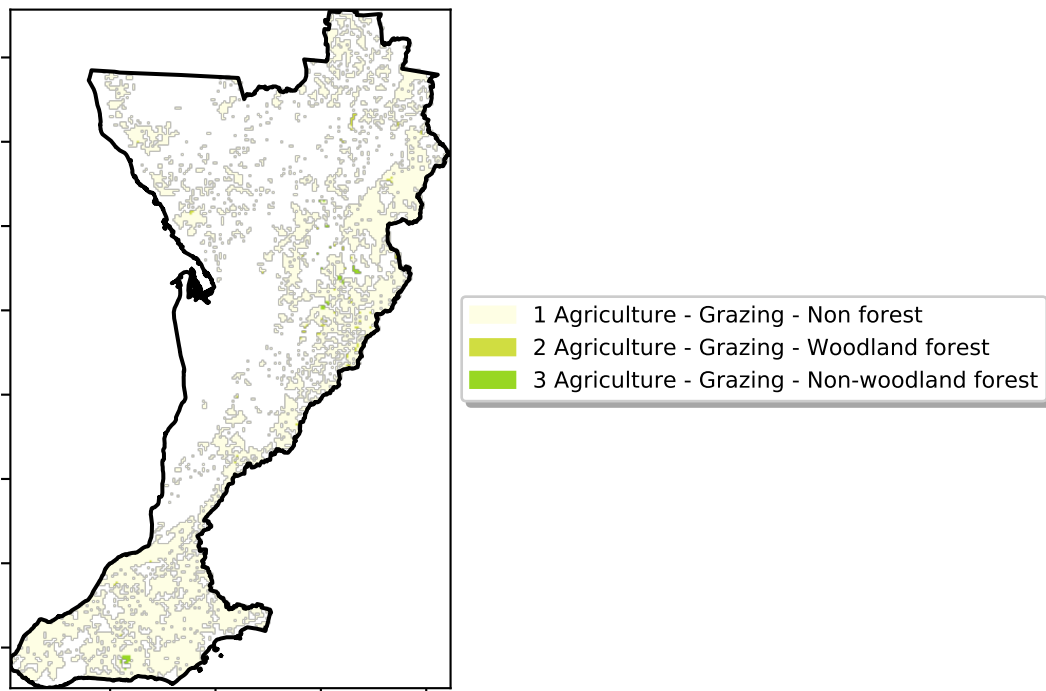 1 Agriculture - Grazing - Non forest
2 Agriculture - Grazing - Woodland forest
3 Agriculture - Grazing - Non-woodland forest